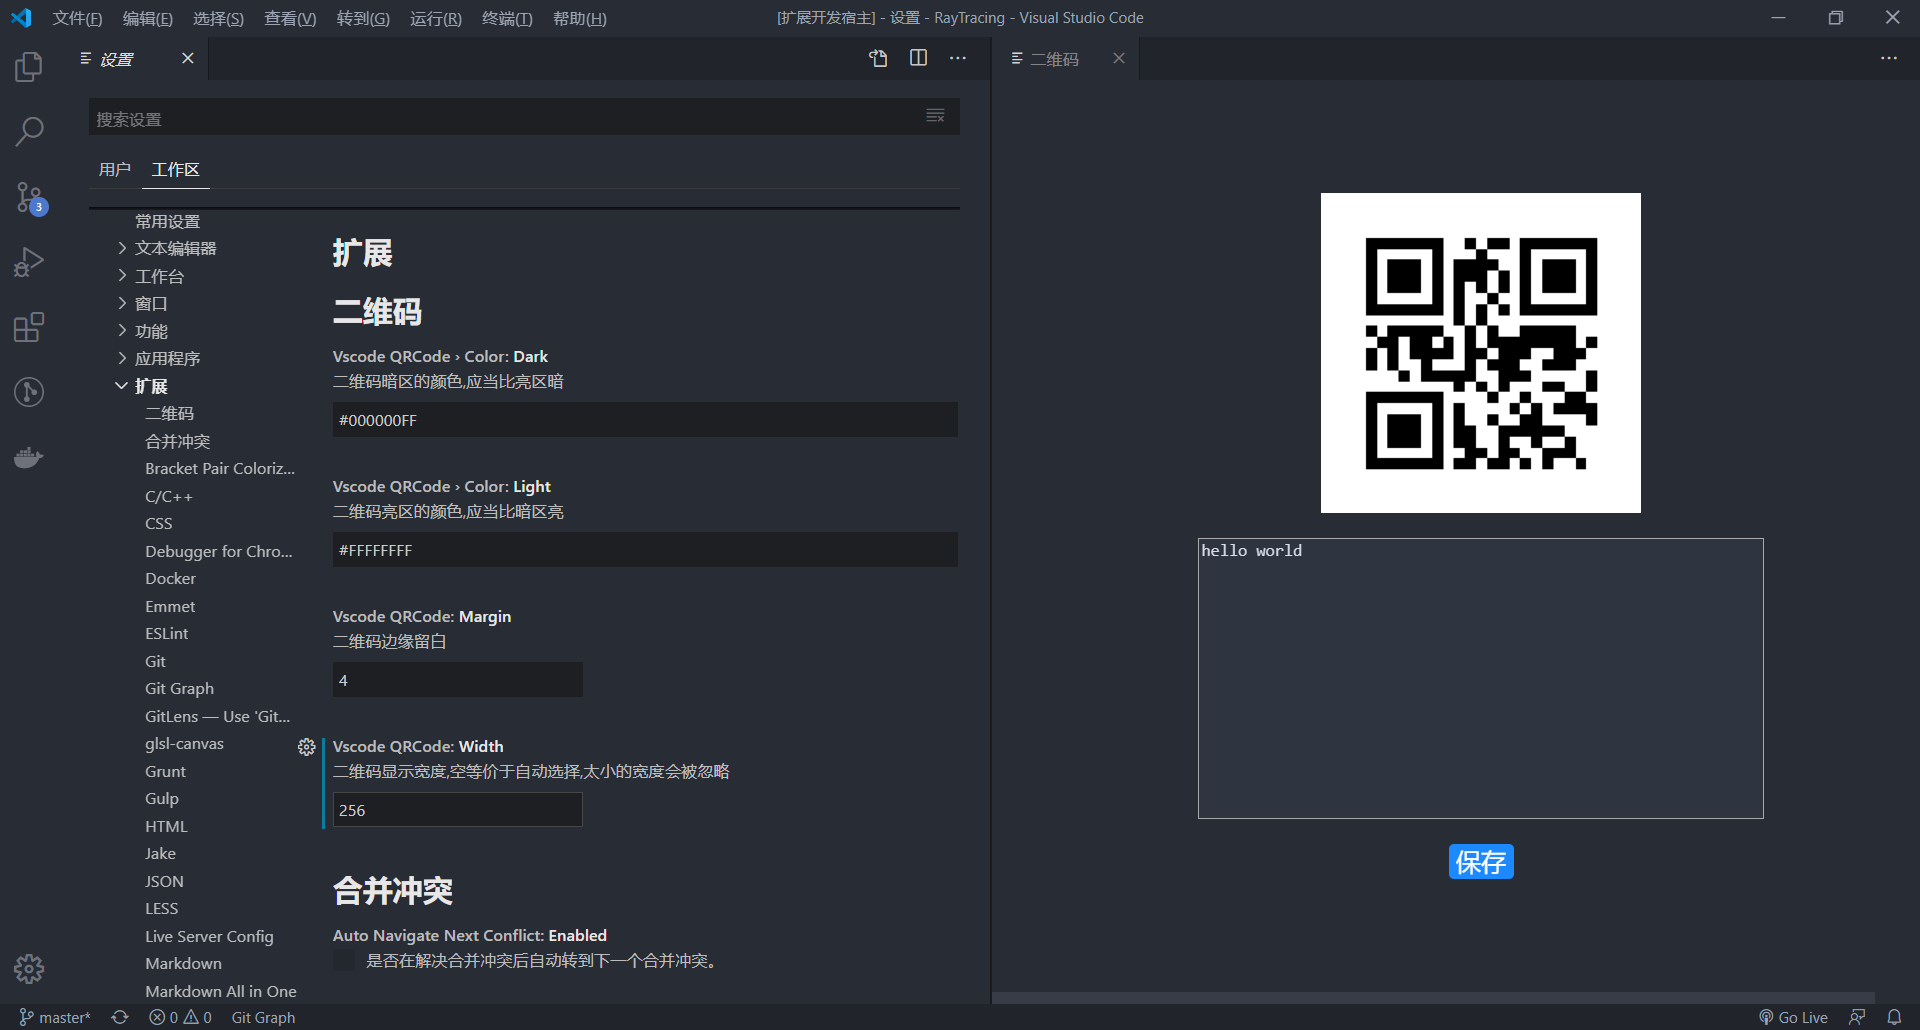 文件(F) 编辑(E) 选择(S) 查看(V) 转到(G) 运行(R) 终端(T) 帮助(H) [扩展开发宿主] - 设置 - RayTracing - Visual Studio Code
设置
搜索设置
用户 工作区
常用设置
文本编辑器
工作台
窗口
功能
应用程序
扩展
二维码
合并冲突
Bracket Pair Coloriz...
C/C++
CSS
Debugger for Chro...
Docker
Emmet
ESLint
Git
Git Graph
GitLens — Use 'Git...
glsl-canvas
Grunt
Gulp
HTML
Jake
JSON
LESS
Live Server Config
Markdown
Markdown All in One
扩展
二维码
Vscode QRCode › Color: Dark
二维码暗区的颜色,应当比亮区暗
#000000FF
Vscode QRCode › Color: Light
二维码亮区的颜色,应当比暗区亮
#FFFFFFFF
Vscode QRCode: Margin
二维码边缘留白
4
Vscode QRCode: Width
二维码显示宽度,空等价于自动选择,太小的宽度会被忽略
256
合并冲突
Auto Navigate Next Conflict: Enabled
是否在解决合并冲突后自动转到下一个合并冲突。
二维码
hello world
保存
3
master* 0 0 Git Graph Go Live